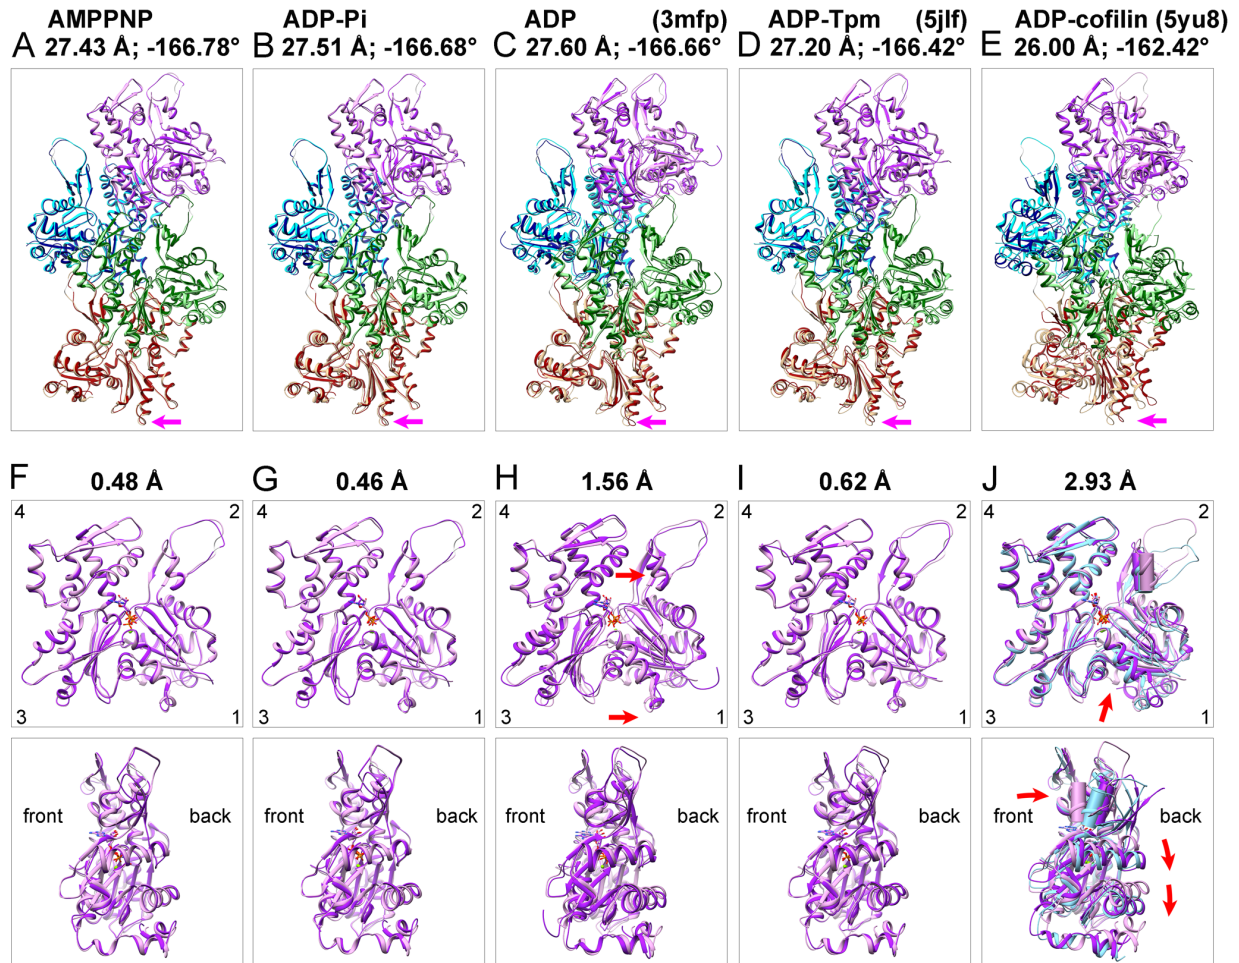 AMPPNP
A 27.43 Å; -166.78°
ADP-Pi
B 27.51 Å; -166.68°
ADP (3mfp)
C 27.60 Å; -166.66°
ADP-Tpm (5jlf)
D 27.20 Å; -166.42°
ADP-cofilin (5yu8)
E 26.00 Å; -162.42°
F 0.48 Å
4 2
3 1
G 0.46 Å
4 2
3 1
H 1.56 Å
4 2
3 1
I 0.62 Å
4 2
3 1
J 2.93 Å
4 2
3 1
front back
front back
front back
front back
front back